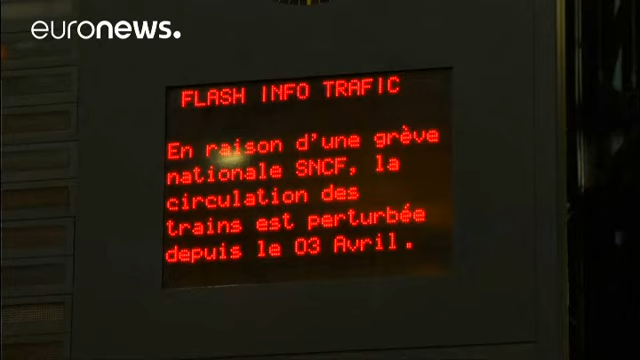 euronews.
FLASH INFO TRAFIC
En raison d'une grève
nationale SNCF, la
circulation des
trains est perturbée
depuis le 03 Avril.